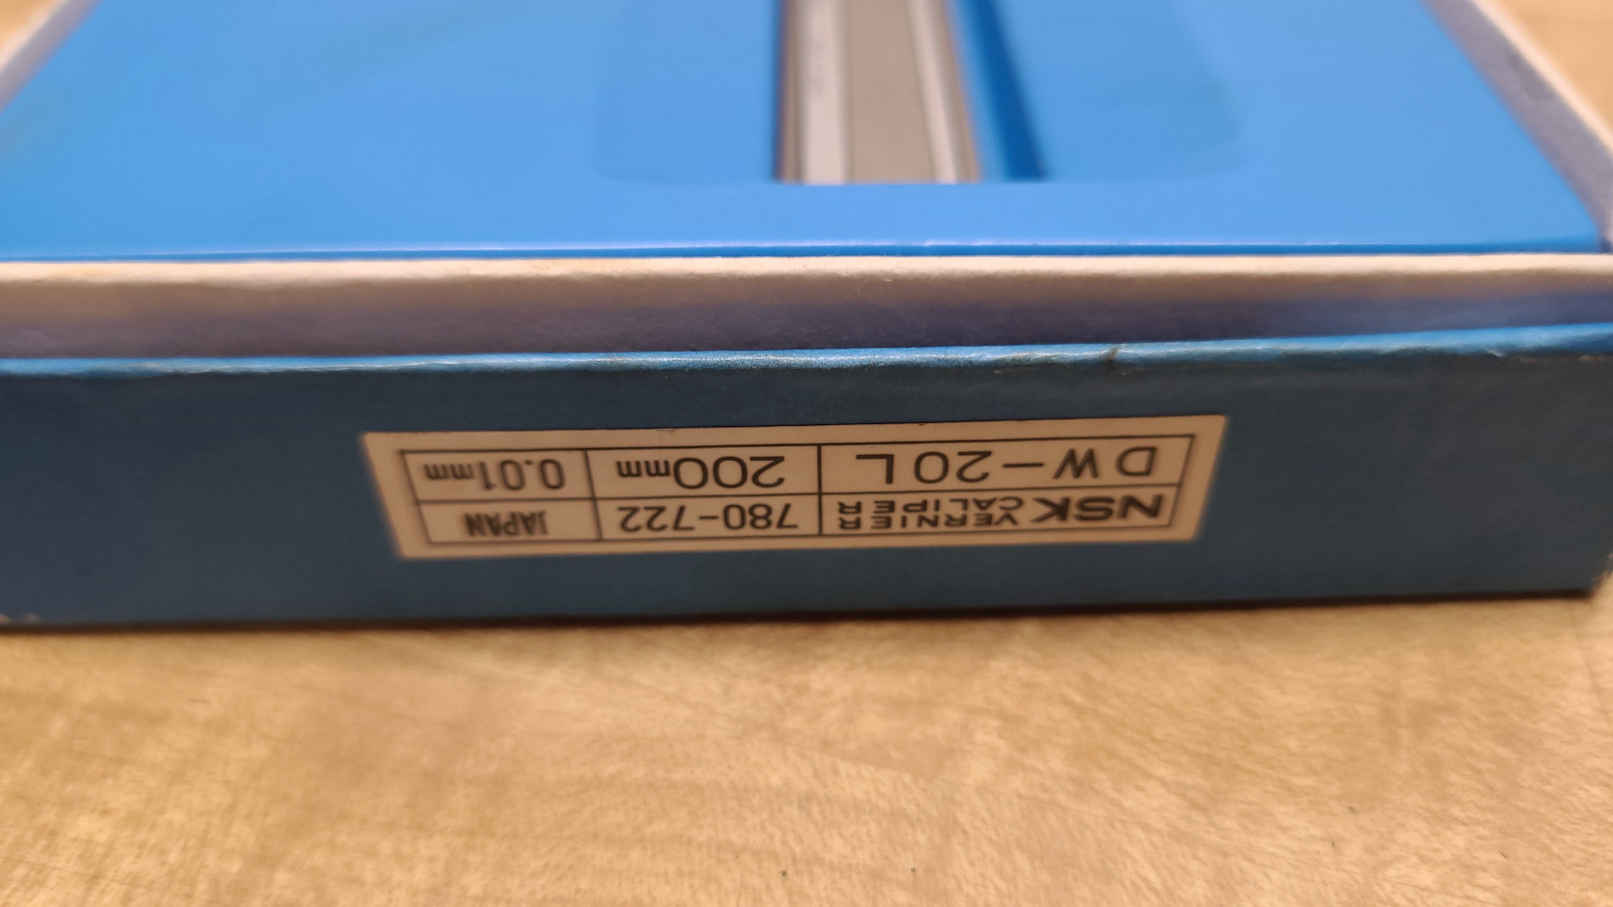 NSK VERNIER CALIPER 780-722 JAPAN
DW-20L 200mm 0.01mm